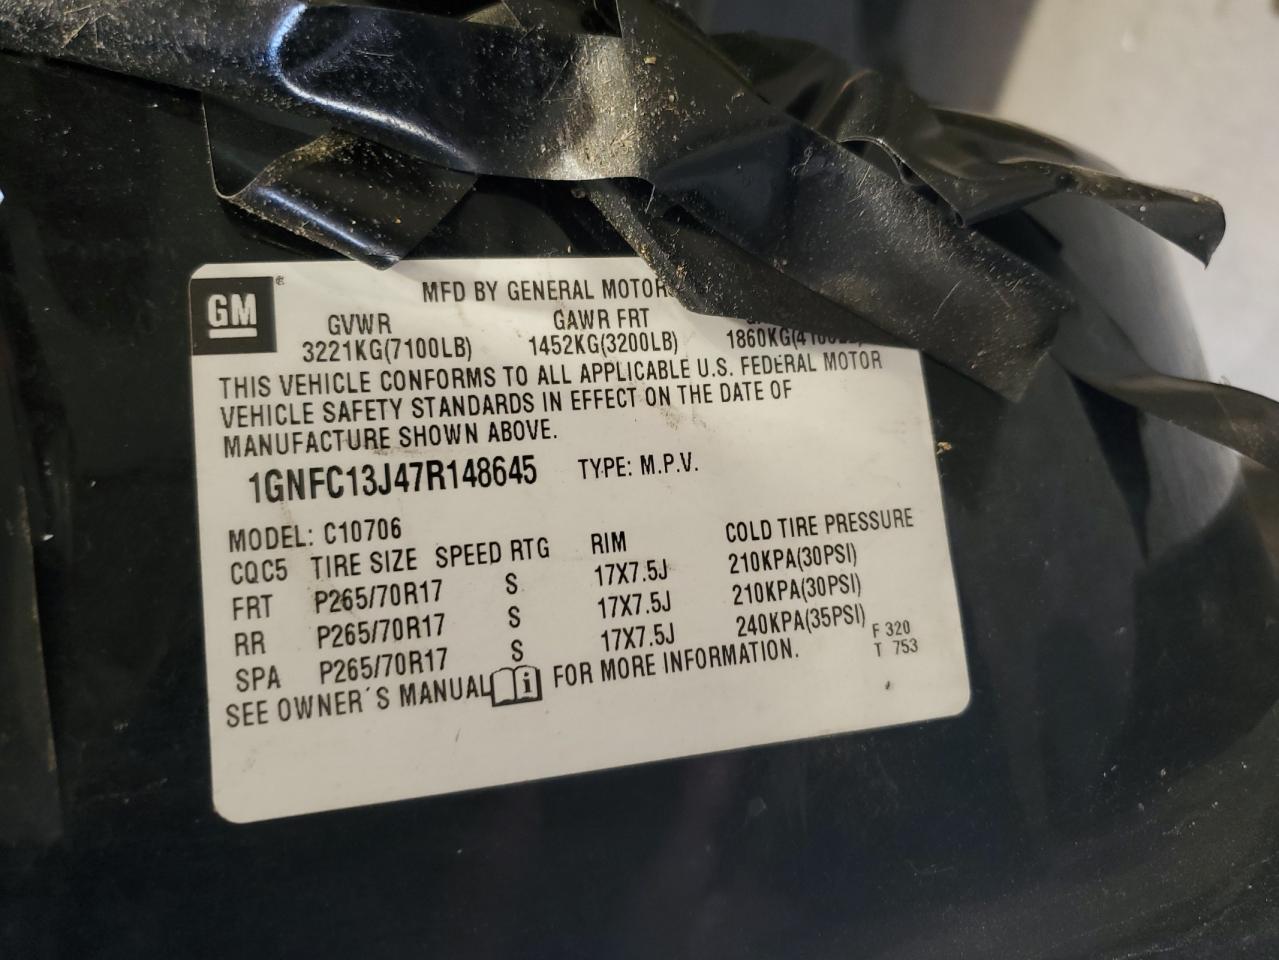 GM ®
MFD BY GENERAL MOTORS
GVWR GAWR FRT
3221KG(7100LB) 1452KG(3200LB) 1860KG(4100LB)
THIS VEHICLE CONFORMS TO ALL APPLICABLE U.S. FEDERAL MOTOR
VEHICLE SAFETY STANDARDS IN EFFECT ON THE DATE OF
MANUFACTURE SHOWN ABOVE.
1GNFC13J47R148645 TYPE: M.P.V.
MODEL: C10706
CQC5 TIRE SIZE SPEED RTG RIM COLD TIRE PRESSURE
FRT P265/70R17 S 17X7.5J 210KPA(30PSI)
RR P265/70R17 S 17X7.5J 210KPA(30PSI)
SPA P265/70R17 S 17X7.5J 240KPA(35PSI)
SEE OWNER´S MANUAL i FOR MORE INFORMATION.
F 320
T 753